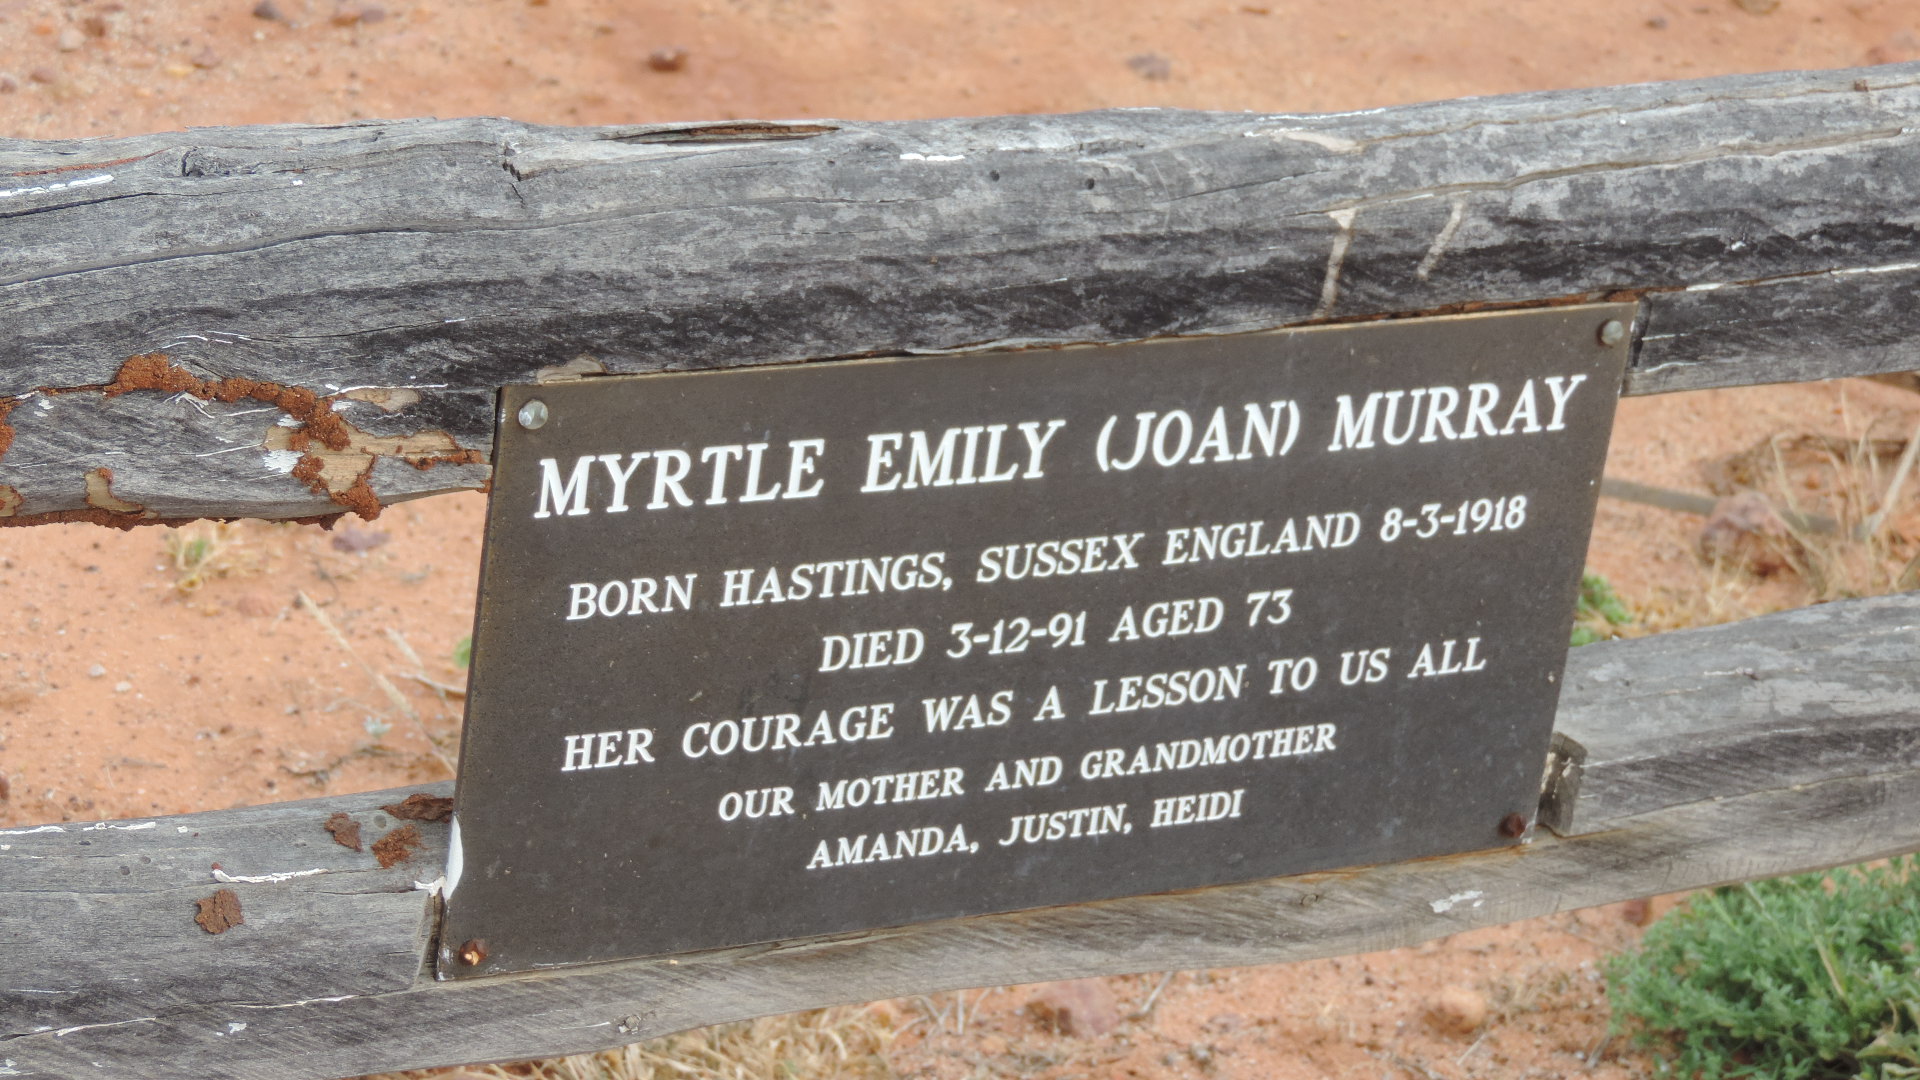 MYRTLE EMILY (JOAN) MURRAY
BORN HASTINGS, SUSSEX ENGLAND 8-3-1918
DIED 3-12-91 AGED 73
HER COURAGE WAS A LESSON TO US ALL
OUR MOTHER AND GRANDMOTHER
AMANDA, JUSTIN, HEIDI